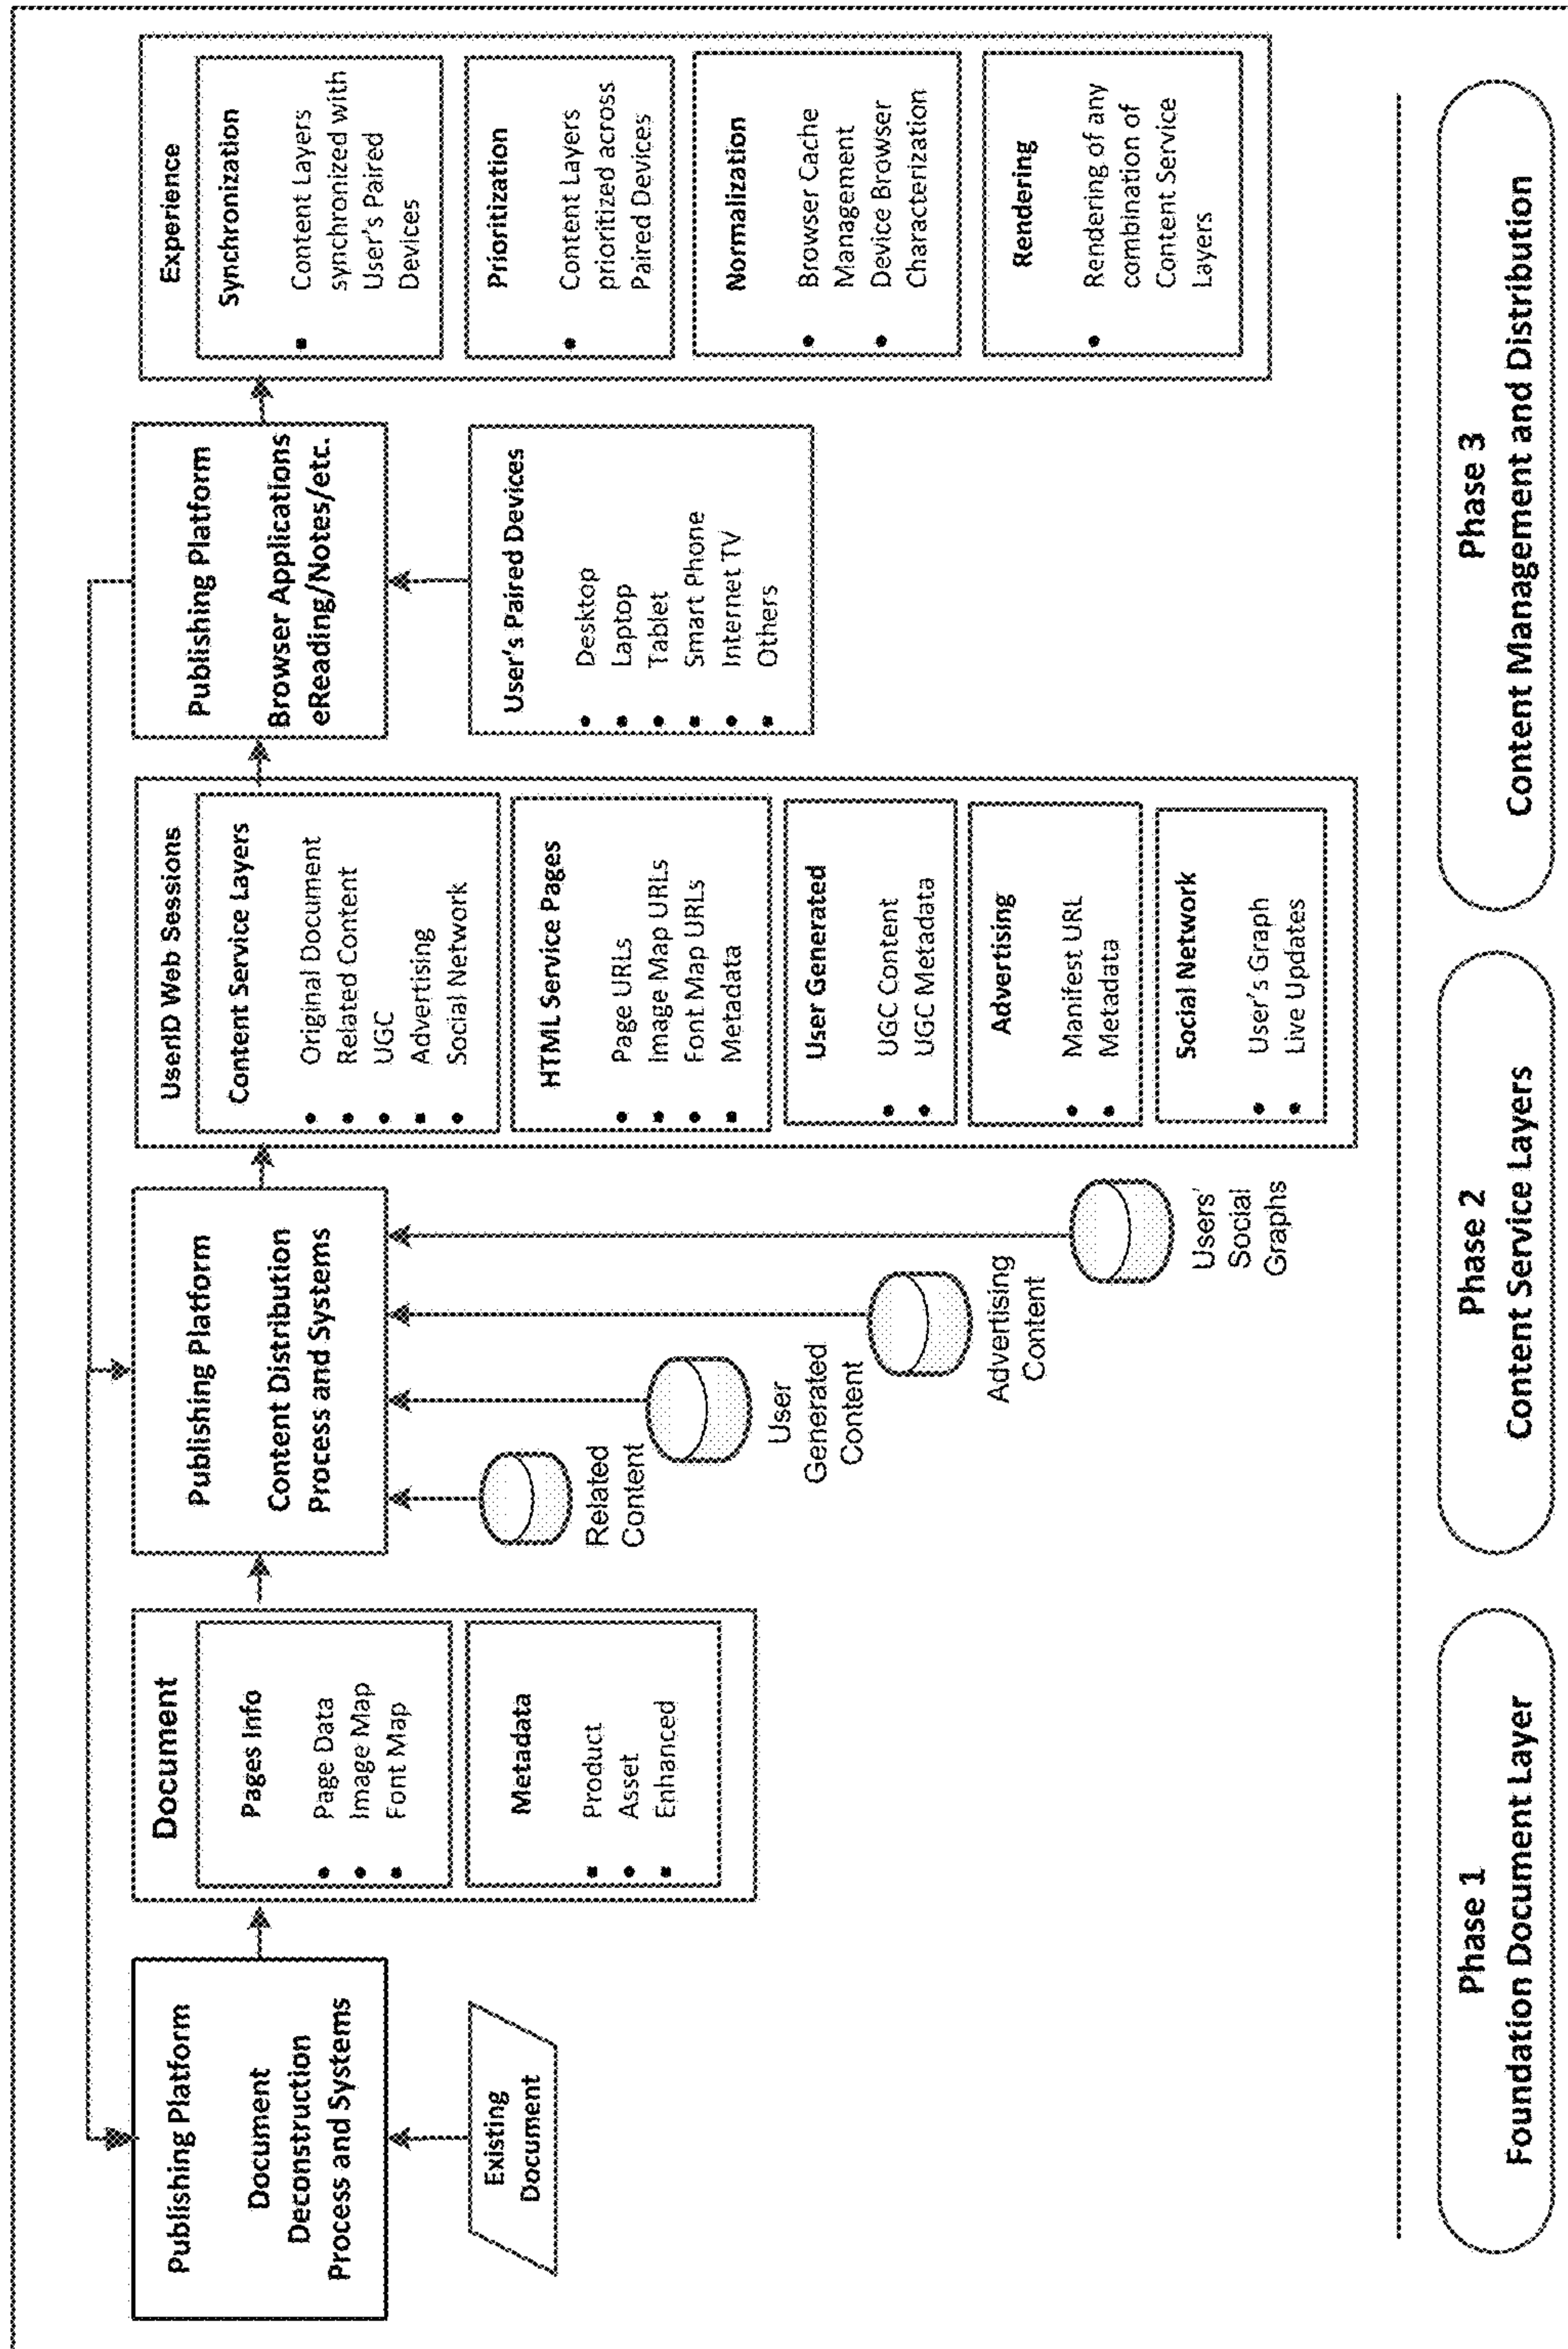 Publishing Platform
Document
Deconstruction
Process and Systems
Existing
Document
Document
Pages Info
• Page Data
• Image Map
• Font Map
Metadata
• Product
• Asset
• Enhanced
Publishing Platform
Content Distribution
Process and Systems
Related
Content
User
Generated
Content
Advertising
Content
Users'
Social
Graphs
UserID Web Sessions
Content Service Layers
• Original Document
• Related Content
• UGC
• Advertising
• Social Network
HTML Service Pages
• Page URLs
• Image Map URLs
• Font Map URLs
• Metadata
User Generated
• UGC Content
• UGC Metadata
Advertising
• Manifest URL
• Metadata
Social Network
• User's Graph
• Live Updates
Publishing Platform
Browser Applications
eReading/Notes/etc.
User's Paired Devices
• Desktop
• Laptop
• Tablet
• Smart Phone
• Internet TV
• Others
Experience
Synchronization
• Content Layers
synchronized with
User's Paired
Devices
Prioritization
• Content Layers
prioritized across
Paired Devices
Normalization
• Browser Cache
Management
• Device Browser
Characterization
Rendering
• Rendering of any
combination of
Content Service
Layers
Phase 1
Foundation Document Layer
Phase 2
Content Service Layers
Phase 3
Content Management and Distribution